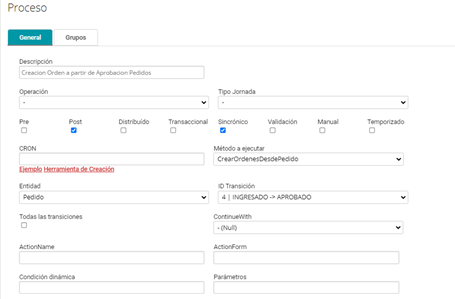 Proceso
General Grupos
Descripción
Creacion Orden a partir de Aprobacion Pedidos
Operación Tipo Jornada
- -
Pre Post Distribuído Transaccional Sincrónico Validación Manual Temporizado
CRON Método a ejecutar
CrearOrdenesDesdePedido
Ejemplo Herramienta de Creación
Entidad ID Transición
Pedido 4 | INGRESADO -> APROBADO
Todas las transiciones ContinueWith
- (Null)
ActionName ActionForm
Condición dinámica Parámetros